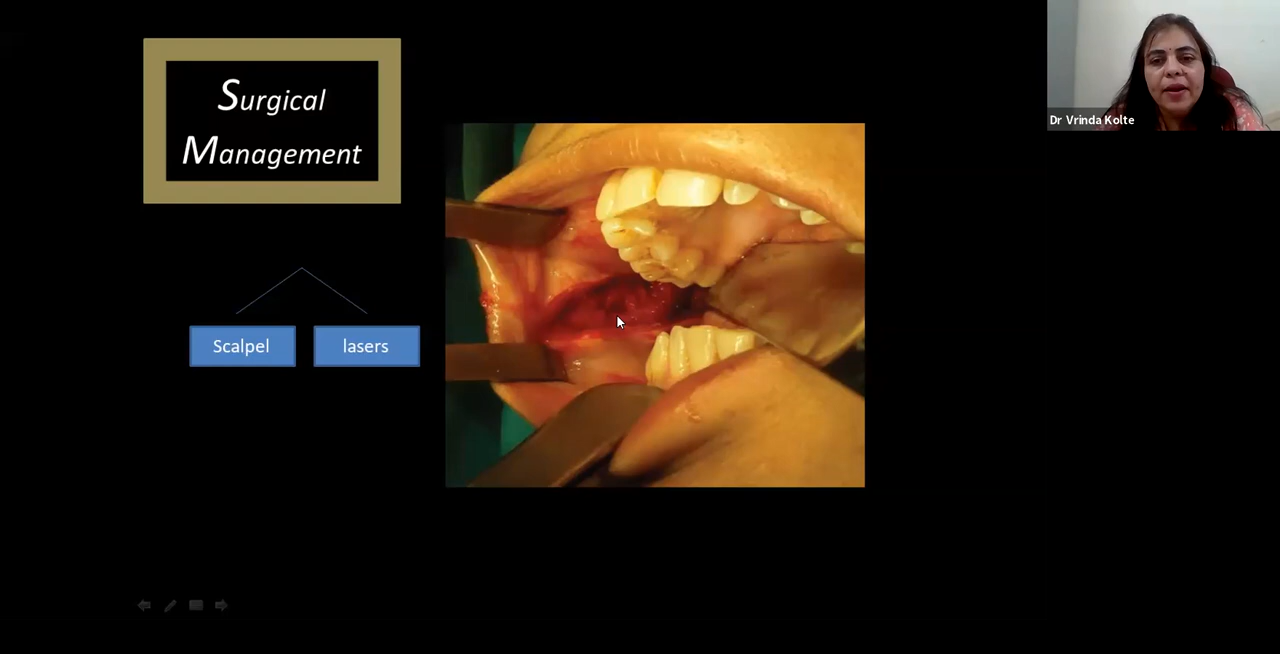 Surgical
Management
Scalpel
lasers
Dr Vrinda Kolte